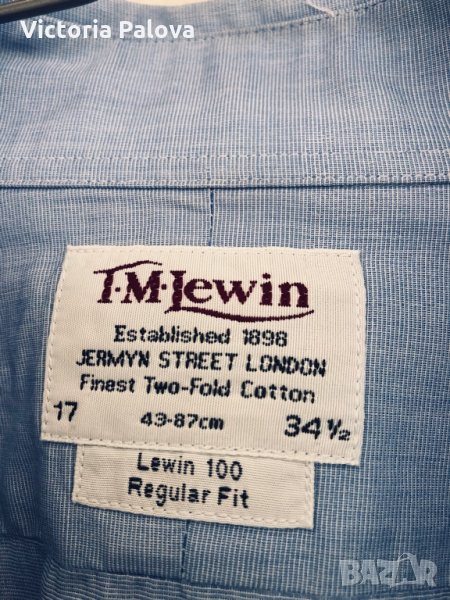 Victoria Palova
T·M·Lewin
Established 1898
JERMYN STREET LONDON
Finest Two-Fold Cotton
17 43-87cm 34½
Lewin 100
Regular Fit
BAZAR